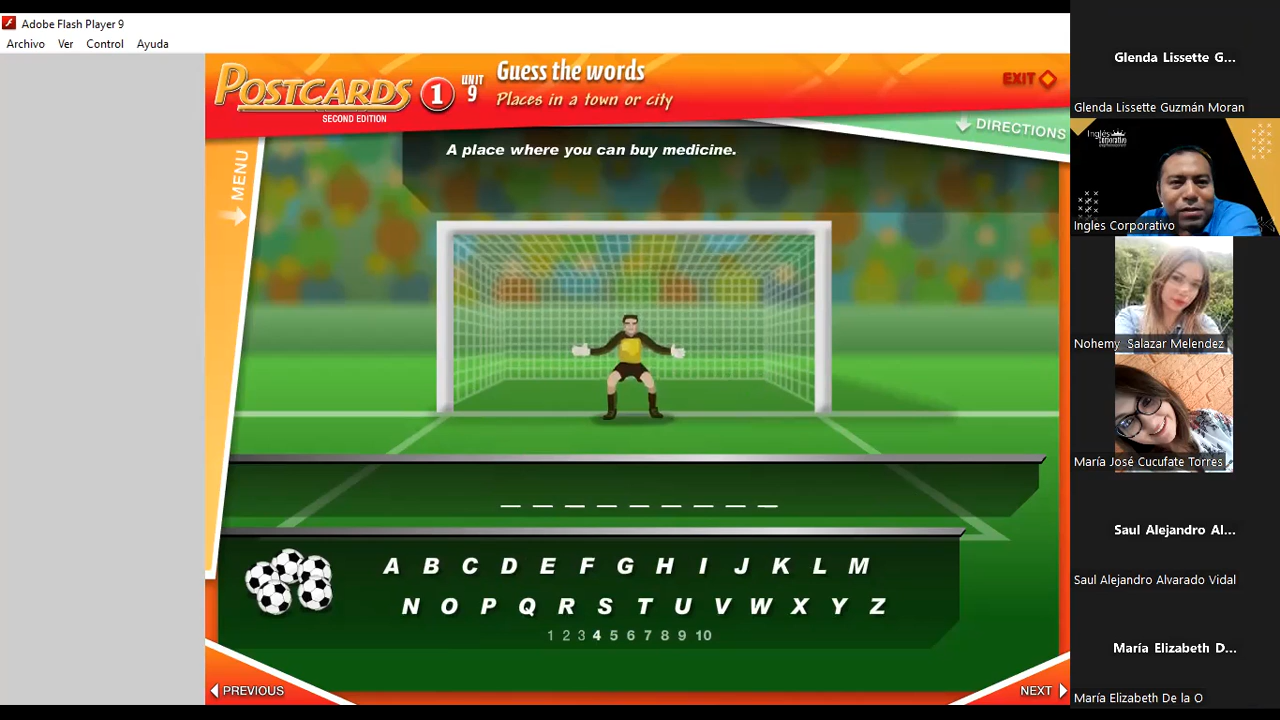 Adobe Flash Player 9
Archivo Ver Control Ayuda
POSTCARDS 1 UNIT 9
SECOND EDITION
Guess the words
Places in a town or city
EXIT
DIRECTIONS
MENU
A place where you can buy medicine.
_ _ _ _ _ _ _ _ _
A B C D E F G H I J K L M
N O P Q R S T U V W X Y Z
1 2 3 4 5 6 7 8 9 10
PREVIOUS
NEXT
Glenda Lissette G...
Glenda Lissette Guzmán Moran
Inglés
Corporativo
Ingles Corporativo
Nohemy Salazar Melendez
María José Cucufate Torres
Saul Alejandro Al...
Saul Alejandro Alvarado Vidal
María Elizabeth D...
María Elizabeth De la O